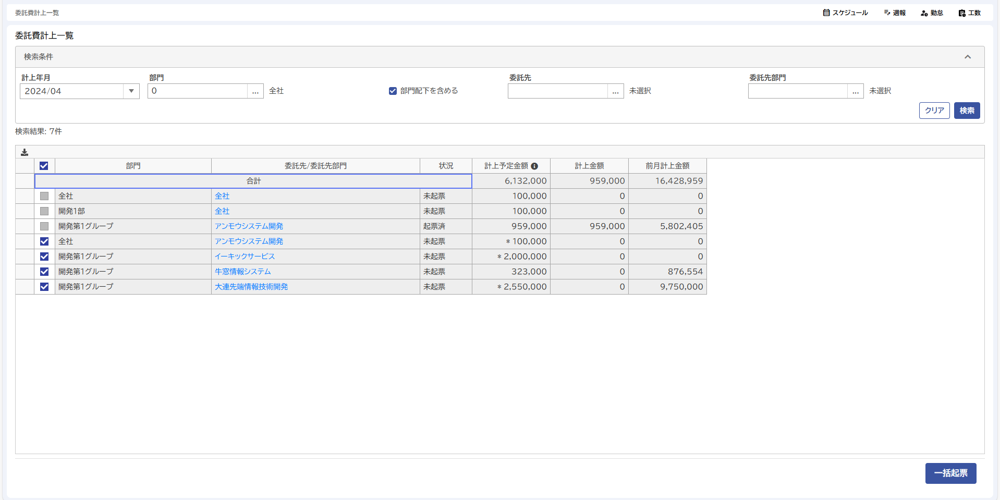 委託費計上一覧
スケジュール 週報 勤怠 工数
委託費計上一覧
検索条件
計上年月 部門 委託先 委託先部門
2024/04 0 ... 全社 部門配下を含める ... 未選択 ... 未選択
クリア 検索
検索結果: 7件
部門 委託先/委託先部門 状況 計上予定金額 計上金額 前月計上金額
合計 6,132,000 959,000 16,428,959
全社 全社 未起票 100,000 0 0
開発1部 全社 未起票 100,000 0 0
開発第1グループ アンモウシステム開発 起票済 959,000 959,000 5,802,405
全社 アンモウシステム開発 未起票 * 100,000 0 0
開発第1グループ イーキックサービス 未起票 * 2,000,000 0 0
開発第1グループ 牛窓情報システム 未起票 323,000 0 876,554
開発第1グループ 大連先端情報技術開発 未起票 * 2,550,000 0 9,750,000
一括起票